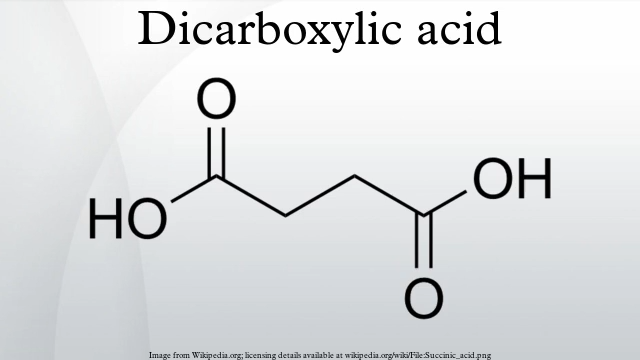 Dicarboxylic acid
O
OH
HO
O
Image from Wikipedia.org; licensing details available at wikipedia.org/wiki/File:Succinic_acid.png